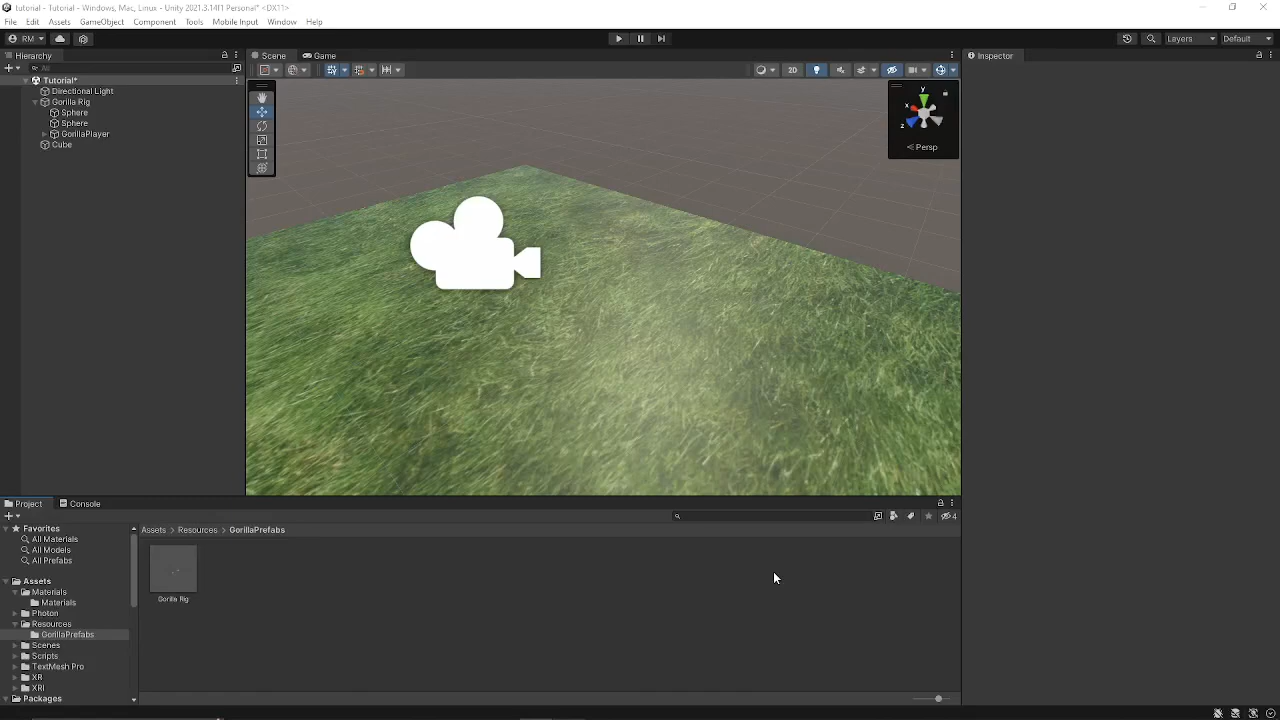 tutorial - Tutorial - Windows, Mac, Linux - Unity 2021.3.14f1 Personal* <DX11>
File Edit Assets GameObject Component Tools Mobile Input Window Help
RM Layers Default
Hierarchy Scene Game Inspector
All
2D
Tutorial*
Directional Light
Gorilla Rig
Sphere
Sphere
GorillaPlayer
Cube
y
x
z
Persp
Project Console
4
Favorites
All Materials
All Models
All Prefabs
Assets
Materials
Materials
Photon
Resources
GorillaPrefabs
Scenes
Scripts
TextMesh Pro
XR
XRI
Packages
Assets > Resources > GorillaPrefabs
Gorilla Rig